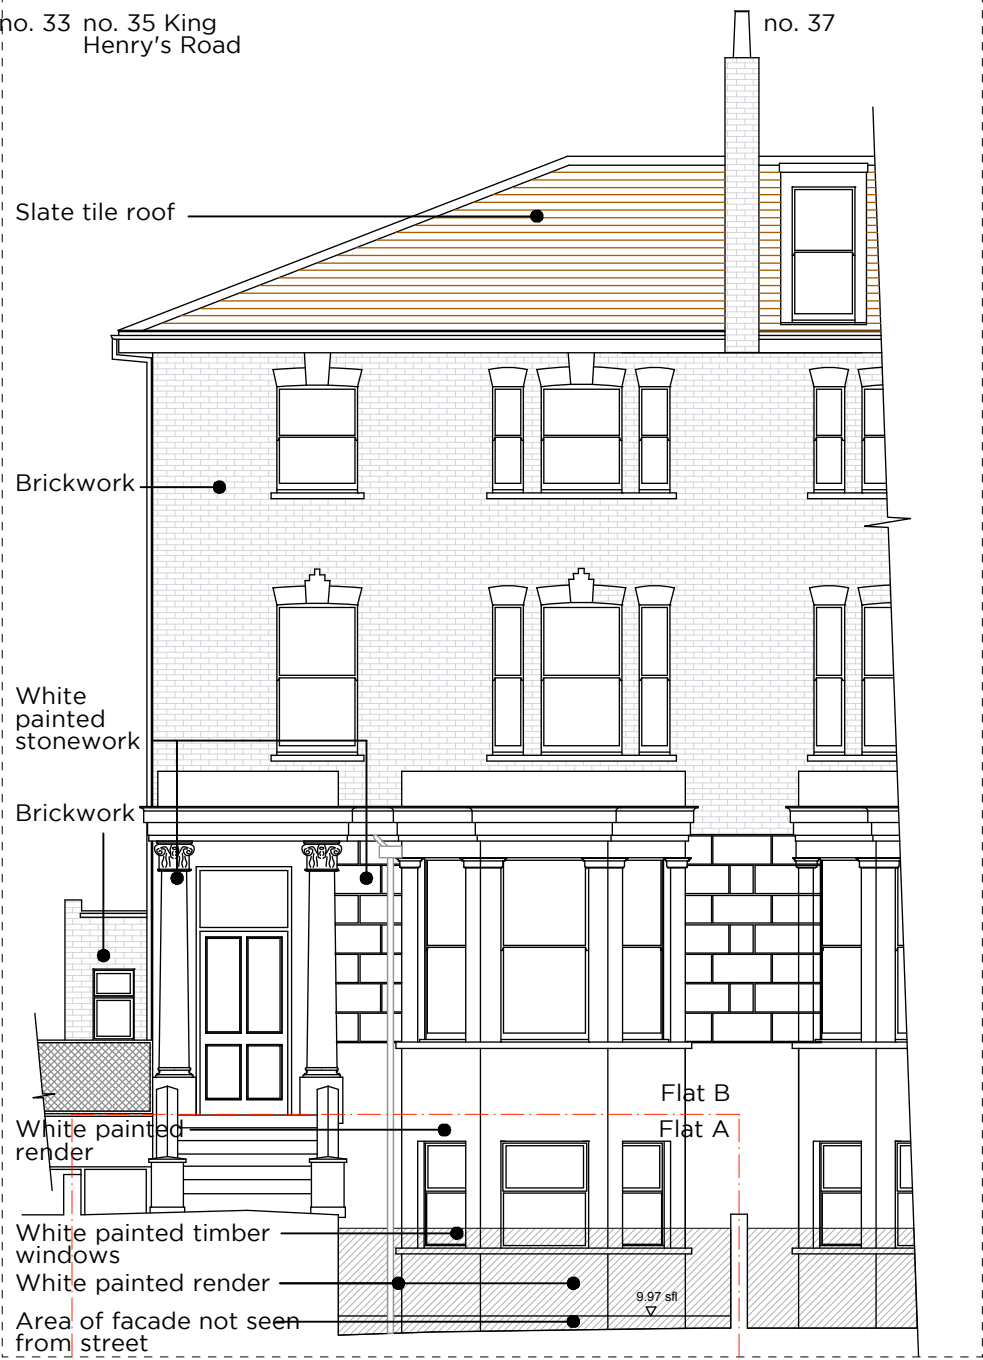 no. 33
no. 35 King
Henry's Road
no. 37
Slate tile roof
Brickwork
White
painted
stonework
Brickwork
Flat B
Flat A
White painted
render
White painted timber
windows
White painted render
9.97 sfl
Area of facade not seen
from street